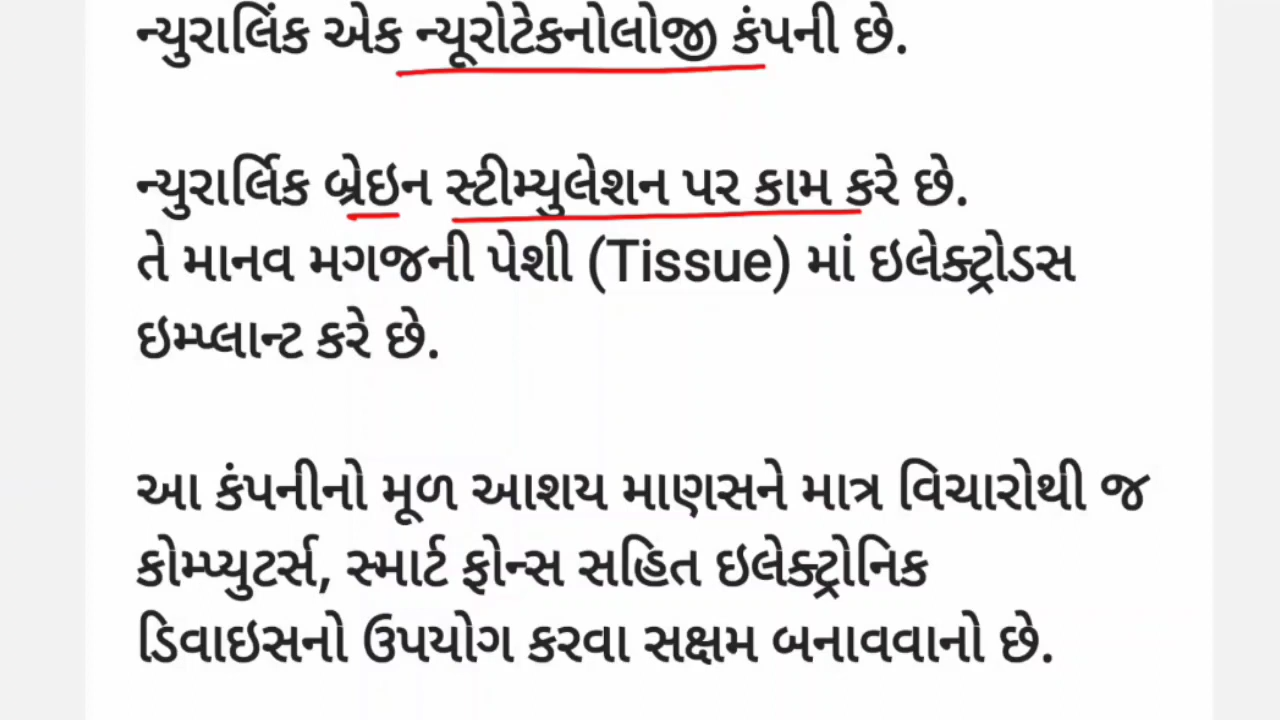 ન્યુરાલિંક એક ન્યૂરોટેકનોલોજી કંપની છે.
ન્યુરાર્લિક બ્રેઇન સ્ટીમ્યુલેશન પર કામ કરે છે.
તે માનવ મગજની પેશી (Tissue) માં ઇલેક્ટ્રોડસ
ઇમ્પ્લાન્ટ કરે છે.
આ કંપનીનો મૂળ આશય માણસને માત્ર વિચારોથી જ
કોમ્પ્યુટર્સ, સ્માર્ટ ફોન્સ સહિત ઇલેક્ટ્રોનિક
ડિવાઇસનો ઉપયોગ કરવા સક્ષમ બનાવવાનો છે.